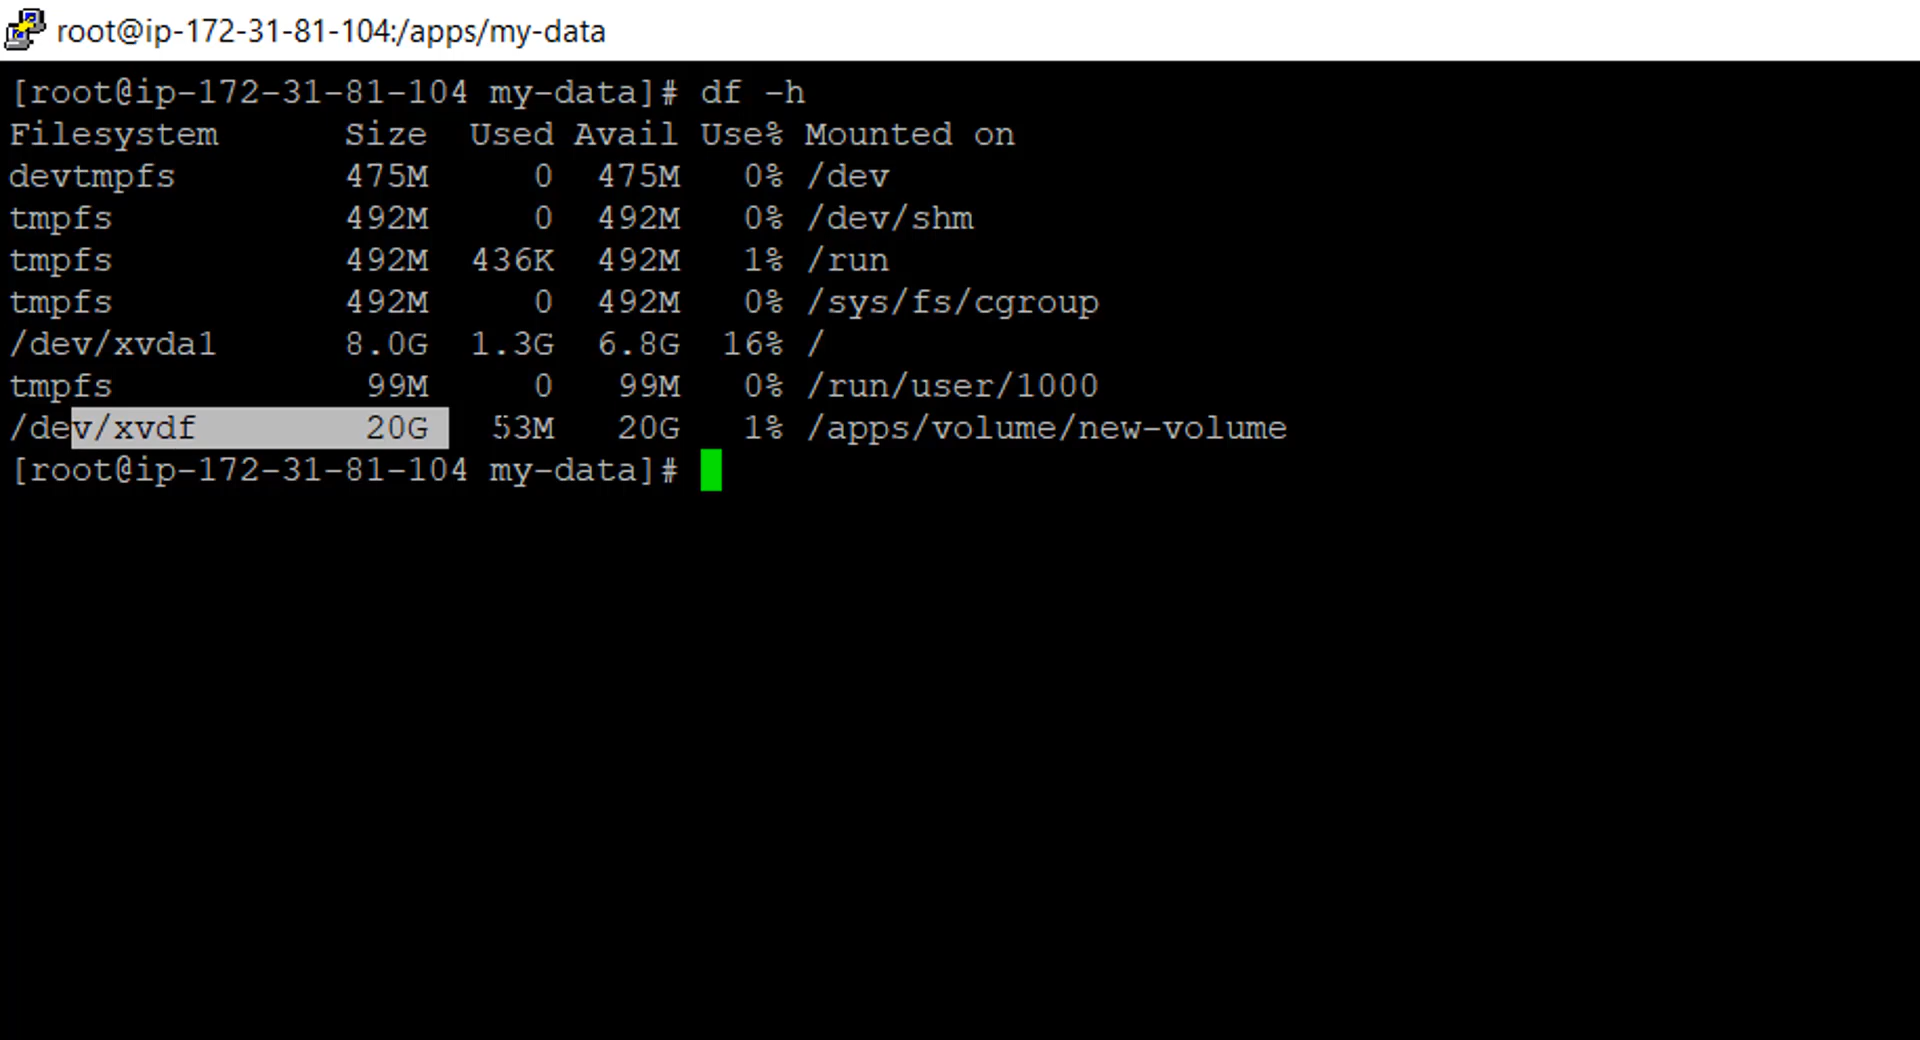 root@ip-172-31-81-104:/apps/my-data
[root@ip-172-31-81-104 my-data]# df -h
Filesystem      Size  Used Avail Use% Mounted on
devtmpfs        475M     0  475M   0% /dev
tmpfs           492M     0  492M   0% /dev/shm
tmpfs           492M  436K  492M   1% /run
tmpfs           492M     0  492M   0% /sys/fs/cgroup
/dev/xvda1      8.0G  1.3G  6.8G  16% /
tmpfs            99M     0   99M   0% /run/user/1000
/dev/xvdf        20G   53M   20G   1% /apps/volume/new-volume
[root@ip-172-31-81-104 my-data]#